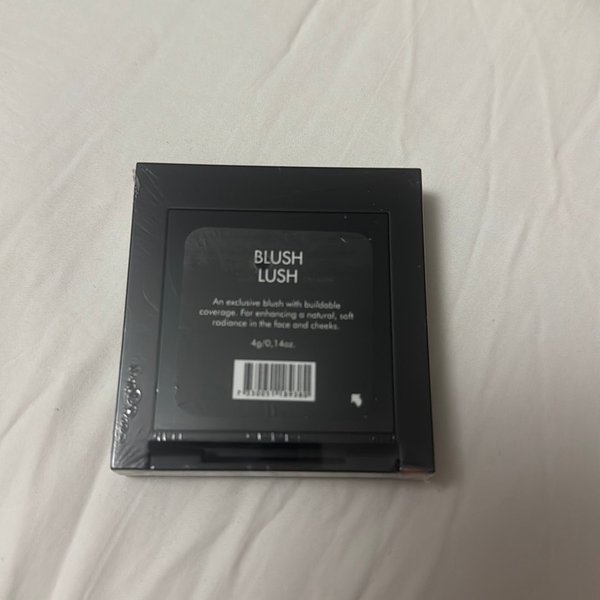 BLUSH
LUSH
An exclusive blush with buildable
coverage. For enhancing a natural, soft
radiance in the face and cheeks.
4g/0,14oz.